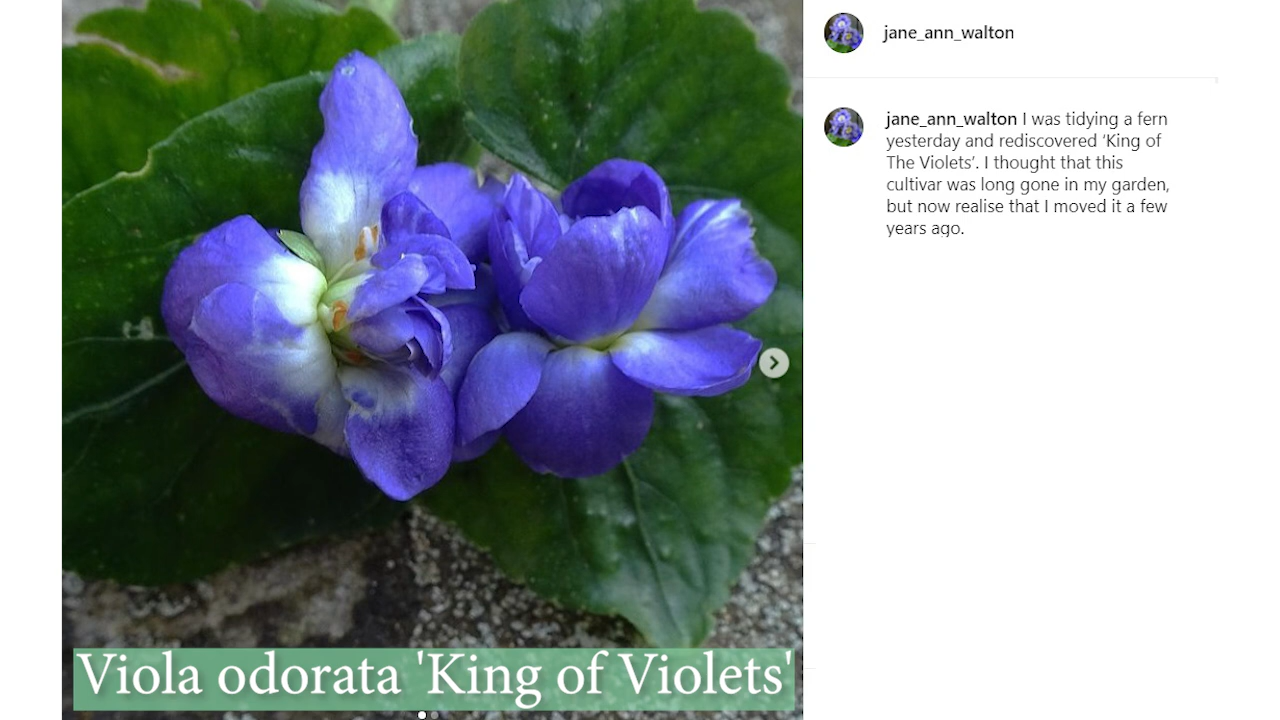 jane_ann_walton
jane_ann_walton I was tidying a fern
yesterday and rediscovered ‘King of
The Violets’. I thought that this
cultivar was long gone in my garden,
but now realise that I moved it a few
years ago.
Viola odorata 'King of Violets'